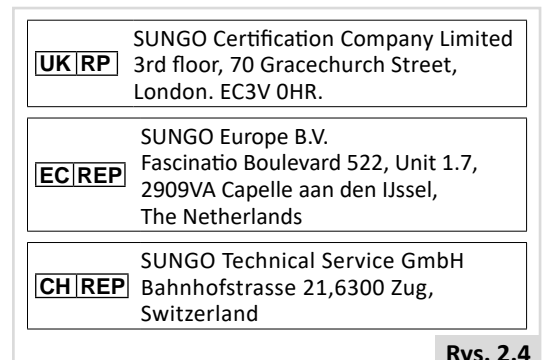 SUNGO Certification Company Limited
UK RP 3rd floor, 70 Gracechurch Street,
London. EC3V 0HR.
SUNGO Europe B.V.
Fascinatio Boulevard 522, Unit 1.7,
EC REP 2909VA Capelle aan den IJssel,
The Netherlands
SUNGO Technical Service GmbH
CH REP Bahnhofstrasse 21,6300 Zug,
Switzerland
Rys. 2.4